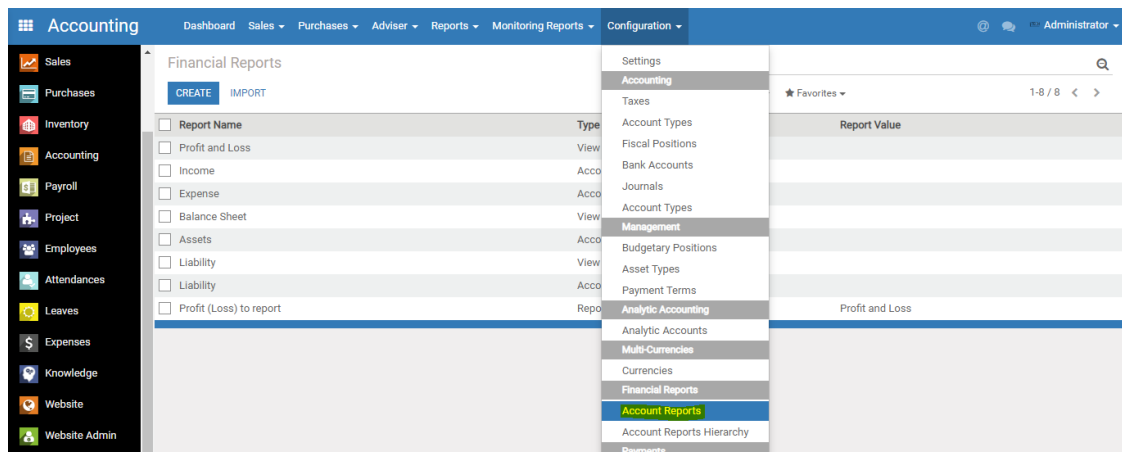 Accounting Dashboard Sales Purchases Adviser Reports Monitoring Reports Configuration @ Administrator
Sales
Purchases
Inventory
Accounting
Payroll
Project
Employees
Attendances
Leaves
Expenses
Knowledge
Website
Website Admin
Financial Reports
CREATE IMPORT
Favorites 1-8 / 8
Report Name Type Report Value
Profit and Loss View
Income Acco
Expense Acco
Balance Sheet View
Assets Acco
Liability View
Liability Acco
Profit (Loss) to report Repo Profit and Loss
Settings
Accounting
Taxes
Account Types
Fiscal Positions
Bank Accounts
Journals
Account Types
Management
Budgetary Positions
Asset Types
Payment Terms
Analytic Accounting
Analytic Accounts
Multi-Currencies
Currencies
Financial Reports
Account Reports
Account Reports Hierarchy
Payments